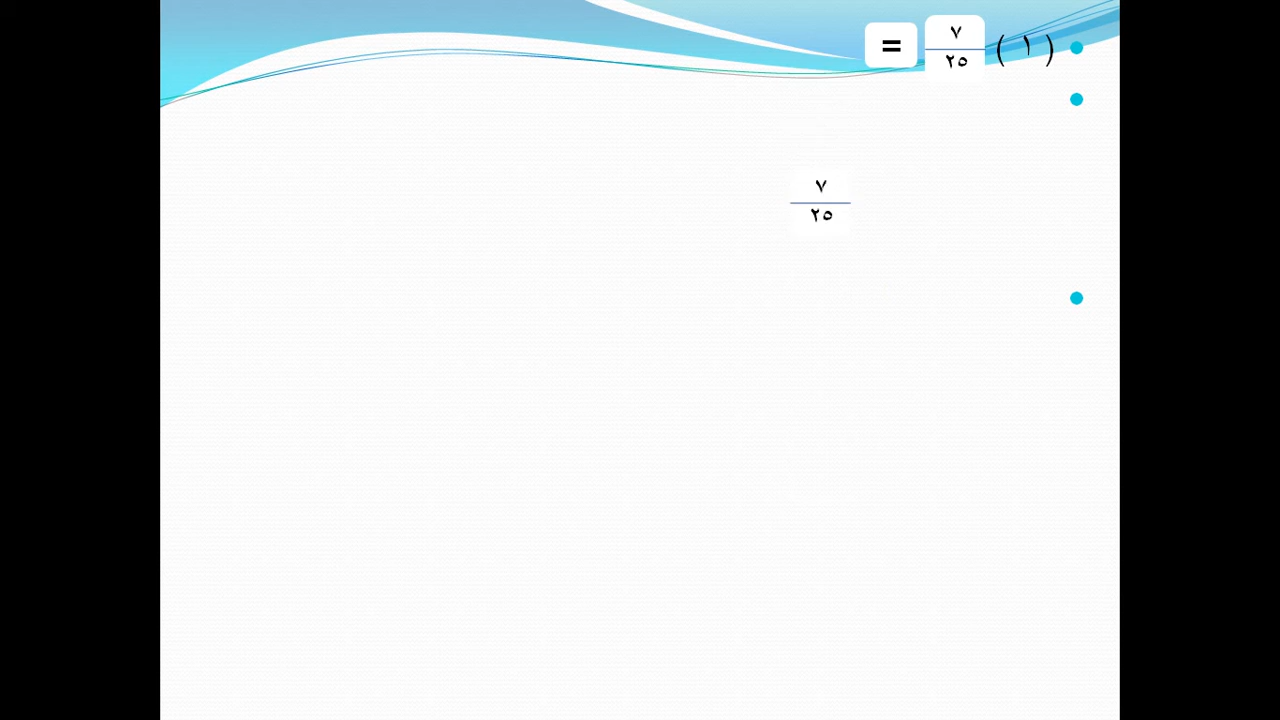 ( ١ ) ٧/٢٥ =
٧/٢٥